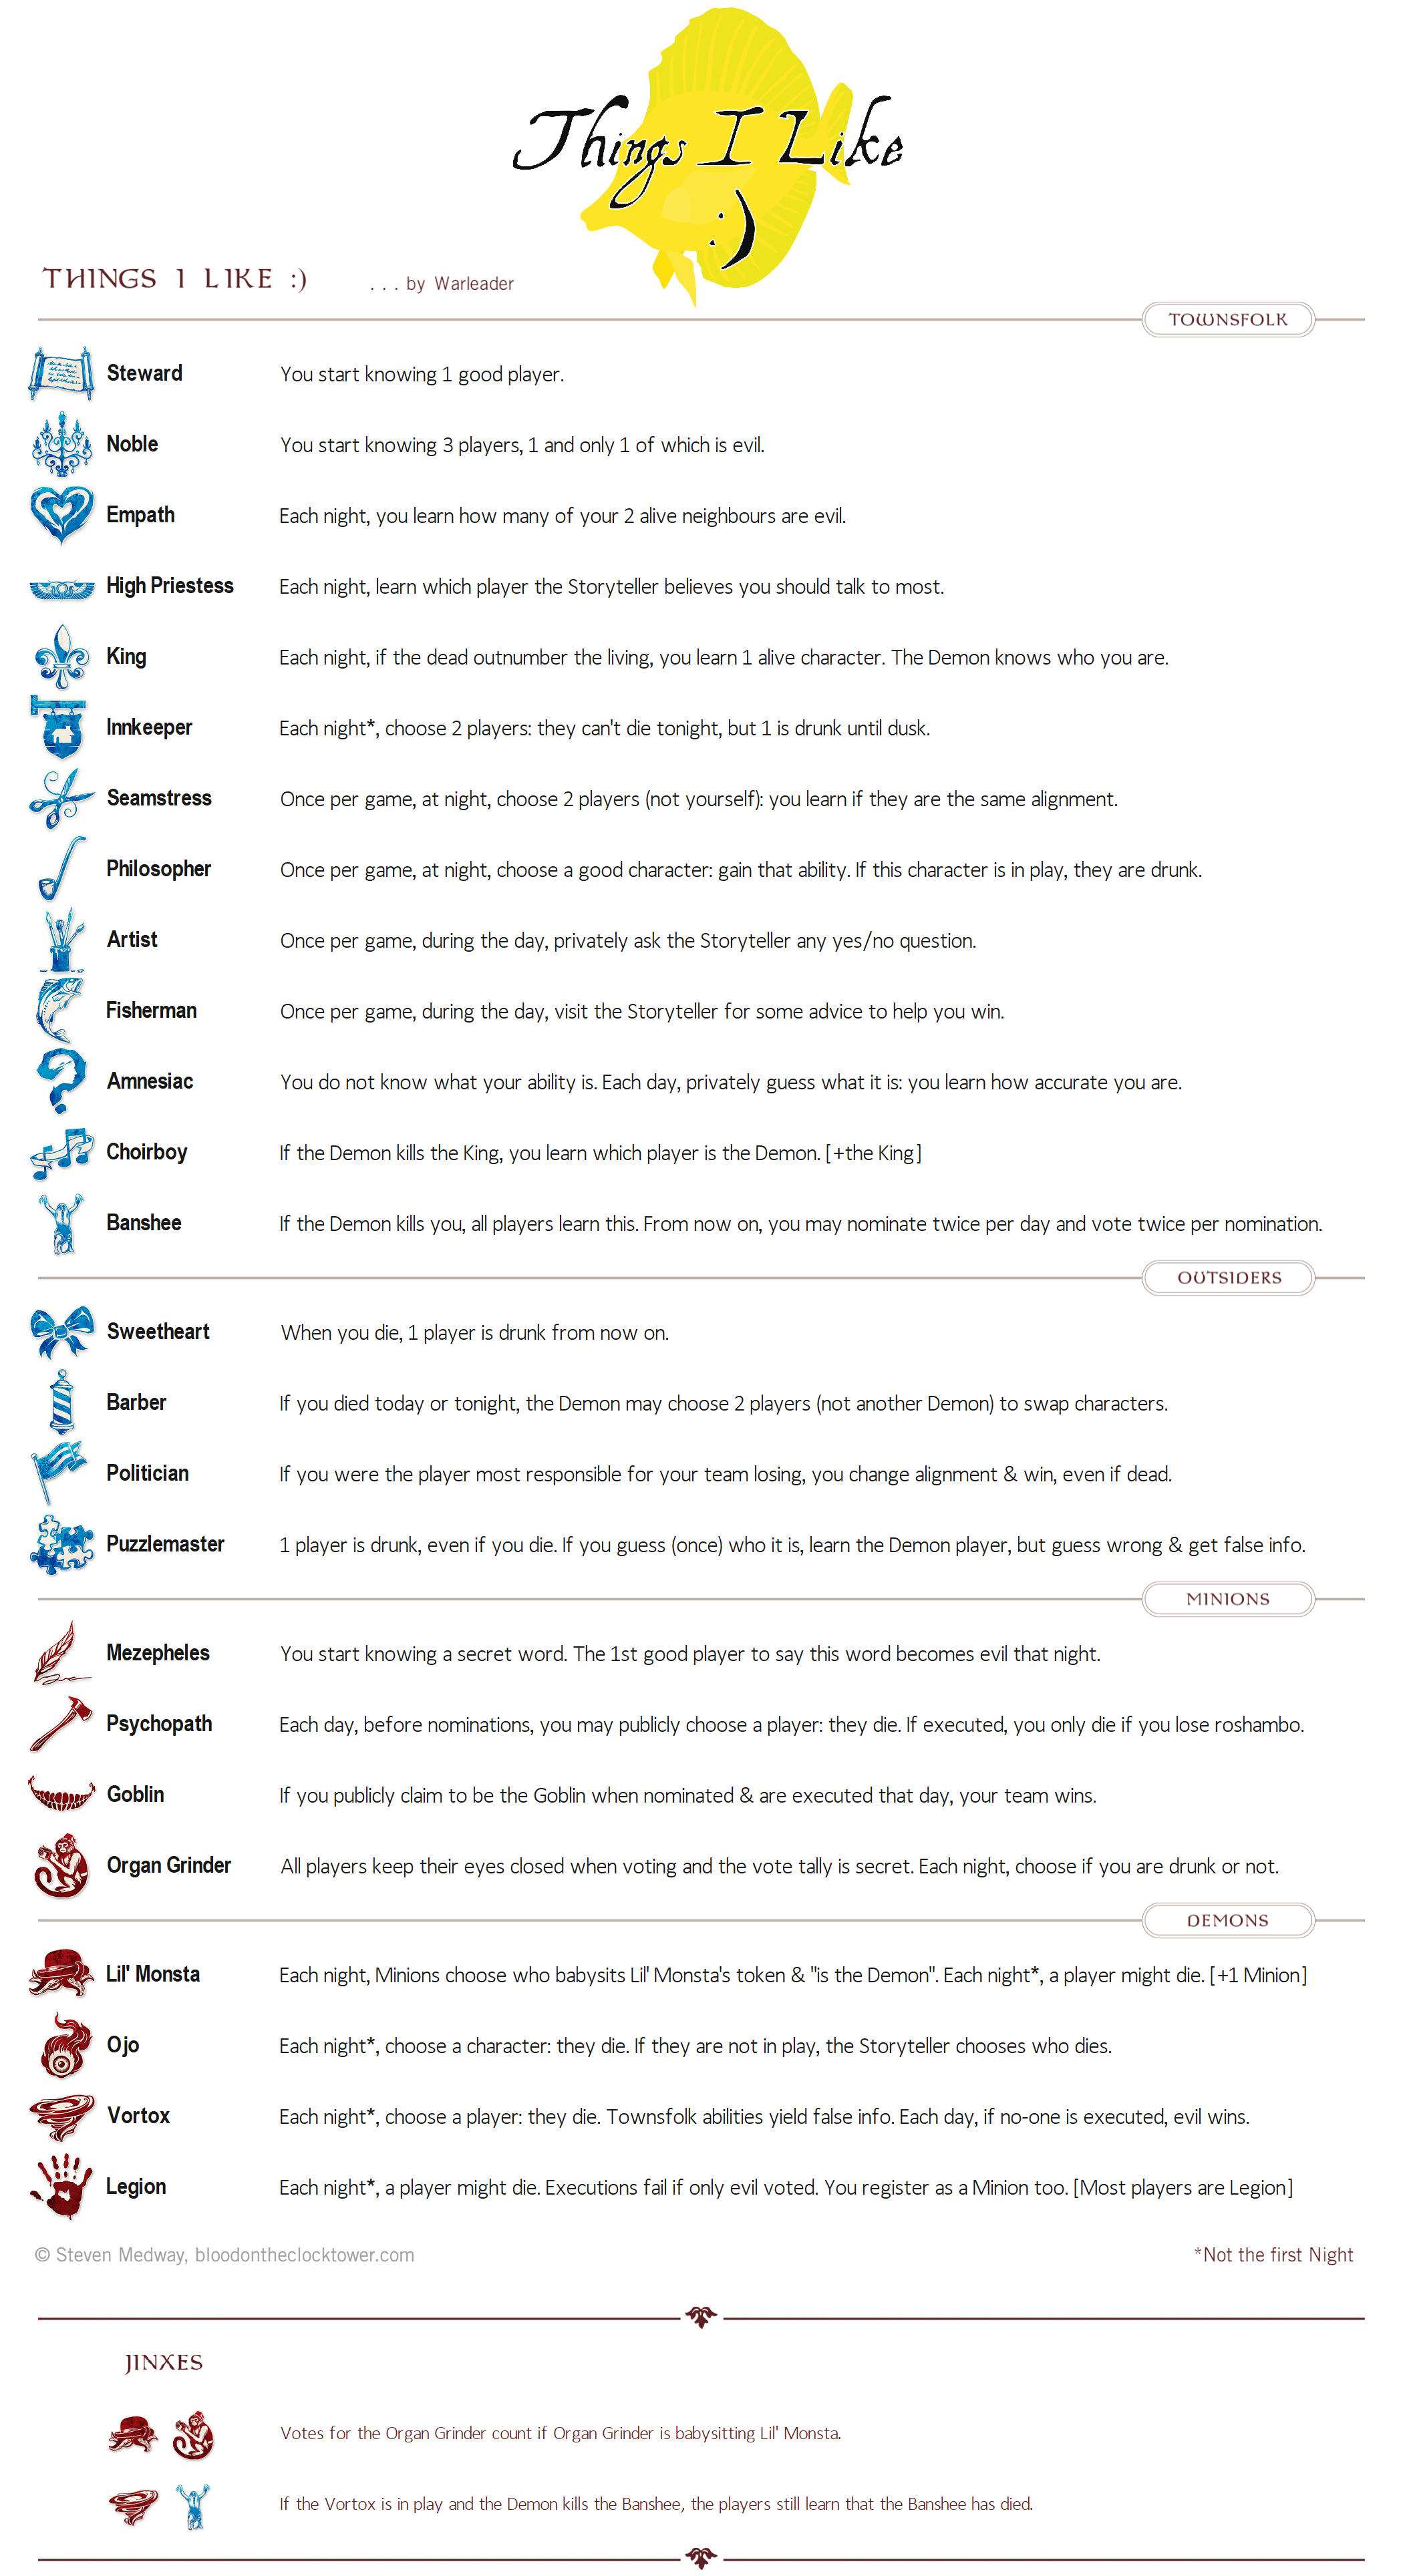 Things I Like
:)
THINGS I LIKE :) . . . by Warleader
TOWNSFOLK
Steward You start knowing 1 good player.
Noble You start knowing 3 players, 1 and only 1 of which is evil.
Empath Each night, you learn how many of your 2 alive neighbours are evil.
High Priestess Each night, learn which player the Storyteller believes you should talk to most.
King Each night, if the dead outnumber the living, you learn 1 alive character. The Demon knows who you are.
Innkeeper Each night*, choose 2 players: they can't die tonight, but 1 is drunk until dusk.
Seamstress Once per game, at night, choose 2 players (not yourself): you learn if they are the same alignment.
Philosopher Once per game, at night, choose a good character: gain that ability. If this character is in play, they are drunk.
Artist Once per game, during the day, privately ask the Storyteller any yes/no question.
Fisherman Once per game, during the day, visit the Storyteller for some advice to help you win.
Amnesiac You do not know what your ability is. Each day, privately guess what it is: you learn how accurate you are.
Choirboy If the Demon kills the King, you learn which player is the Demon. [+the King]
Banshee If the Demon kills you, all players learn this. From now on, you may nominate twice per day and vote twice per nomination.
OUTSIDERS
Sweetheart When you die, 1 player is drunk from now on.
Barber If you died today or tonight, the Demon may choose 2 players (not another Demon) to swap characters.
Politician If you were the player most responsible for your team losing, you change alignment & win, even if dead.
Puzzlemaster 1 player is drunk, even if you die. If you guess (once) who it is, learn the Demon player, but guess wrong & get false info.
MINIONS
Mezepheles You start knowing a secret word. The 1st good player to say this word becomes evil that night.
Psychopath Each day, before nominations, you may publicly choose a player: they die. If executed, you only die if you lose roshambo.
Goblin If you publicly claim to be the Goblin when nominated & are executed that day, your team wins.
Organ Grinder All players keep their eyes closed when voting and the vote tally is secret. Each night, choose if you are drunk or not.
DEMONS
Lil' Monsta Each night, Minions choose who babysits Lil' Monsta's token & "is the Demon". Each night*, a player might die. [+1 Minion]
Ojo Each night*, choose a character: they die. If they are not in play, the Storyteller chooses who dies.
Vortox Each night*, choose a player: they die. Townsfolk abilities yield false info. Each day, if no-one is executed, evil wins.
Legion Each night*, a player might die. Executions fail if only evil voted. You register as a Minion too. [Most players are Legion]
© Steven Medway, bloodontheclocktower.com *Not the first Night
JINXES
Votes for the Organ Grinder count if Organ Grinder is babysitting Lil' Monsta.
If the Vortox is in play and the Demon kills the Banshee, the players still learn that the Banshee has died.